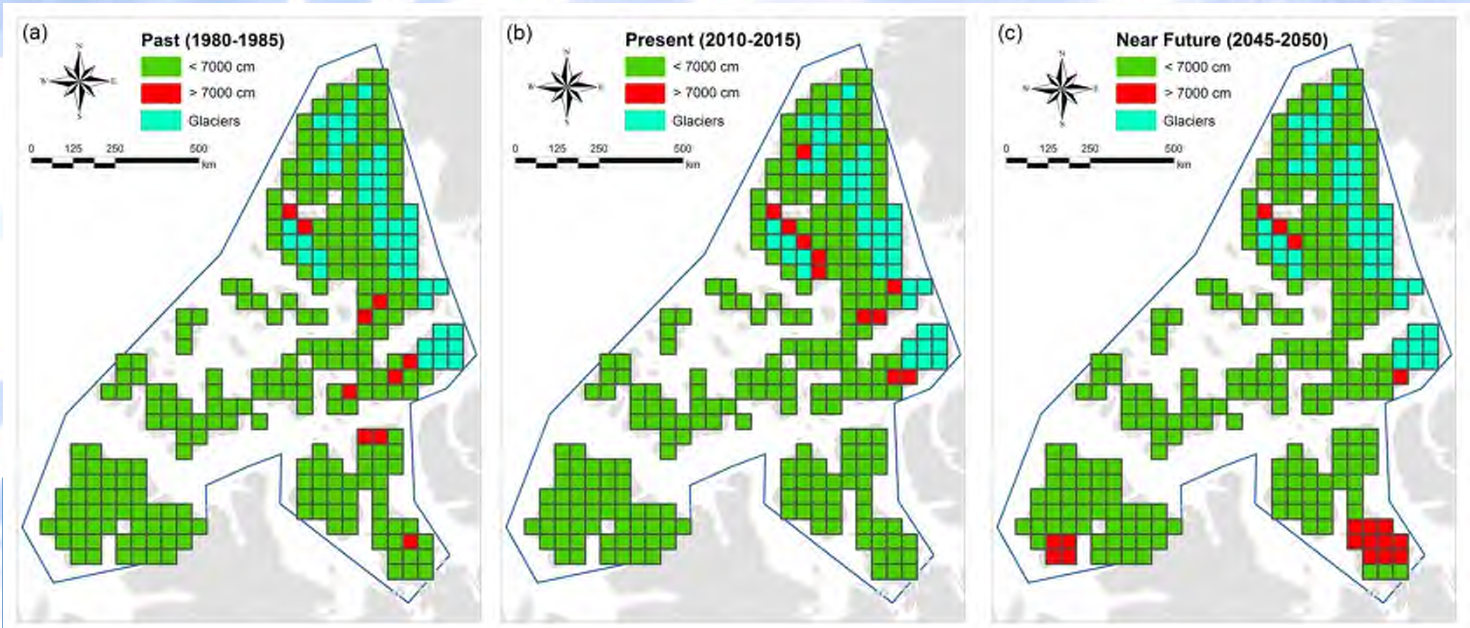 (a)
Past (1980-1985)
< 7000 cm
> 7000 cm
Glaciers
N
W E
S
0 125 250 500
km
(b)
Present (2010-2015)
< 7000 cm
> 7000 cm
Glaciers
N
W E
S
0 125 250 500
km
(c)
Near Future (2045-2050)
< 7000 cm
> 7000 cm
Glaciers
N
W E
S
0 125 250 500
km